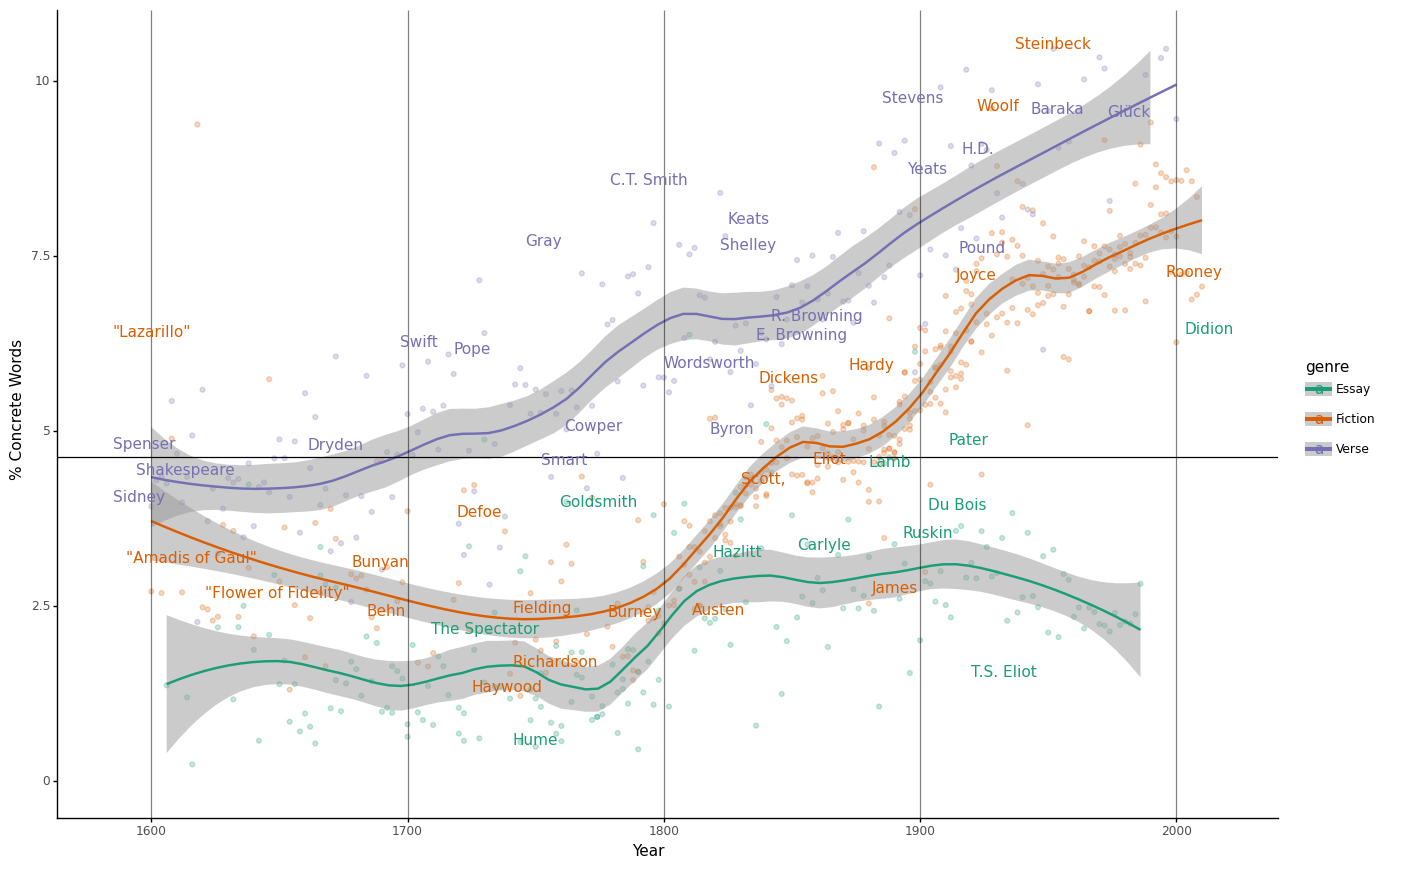 Steinbeck
Stevens
Woolf
Baraka
Glück
H.D.
Yeats
C.T. Smith
Keats
Gray
Shelley
Pound
Joyce
Rooney
"Lazarillo"
R. Browning
Didion
Swift
Pope
E. Browning
Wordsworth
Hardy
Dickens
Cowper
Byron
Spenser
Dryden
Pater
Shakespeare
Smart
Eliot
Lamb
Sidney
Scott,
Defoe
Goldsmith
Du Bois
"Amadis of Gaul"
Bunyan
Hazlitt
Carlyle
Ruskin
"Flower of Fidelity"
Behn
Fielding
Burney
Austen
James
The Spectator
Richardson
Haywood
T.S. Eliot
Hume
10
7.5
5
2.5
0
% Concrete Words
1600
1700
1800
1900
2000
Year
genre
a Essay
a Fiction
a Verse